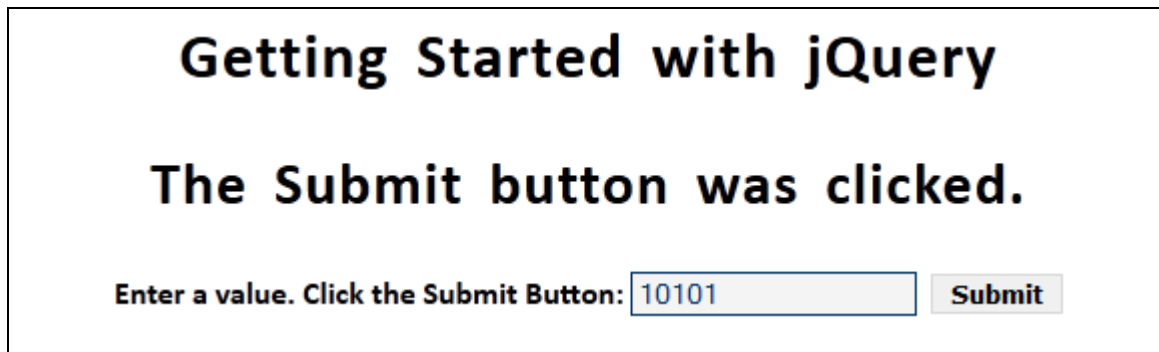 Getting Started with jQuery
The Submit button was clicked.
Enter a value. Click the Submit Button: 10101 Submit